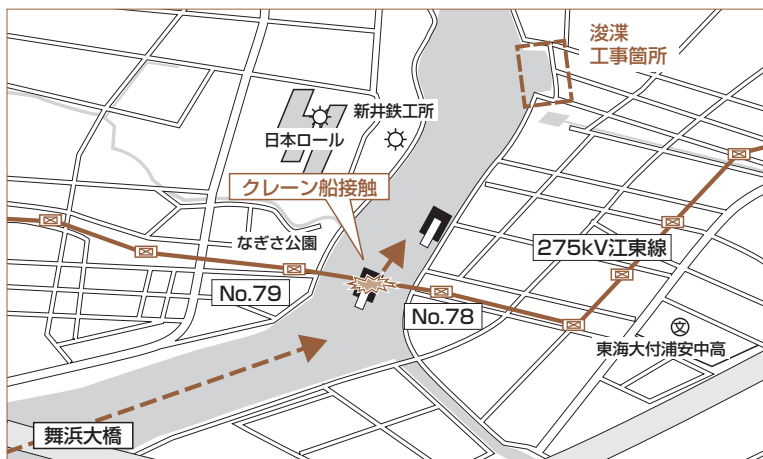 浚渫
工事箇所
新井鉄工所
日本ロール
クレーン船接触
なぎさ公園
275kV江東線
No.79
No.78
文
東海大付浦安中高
舞浜大橋